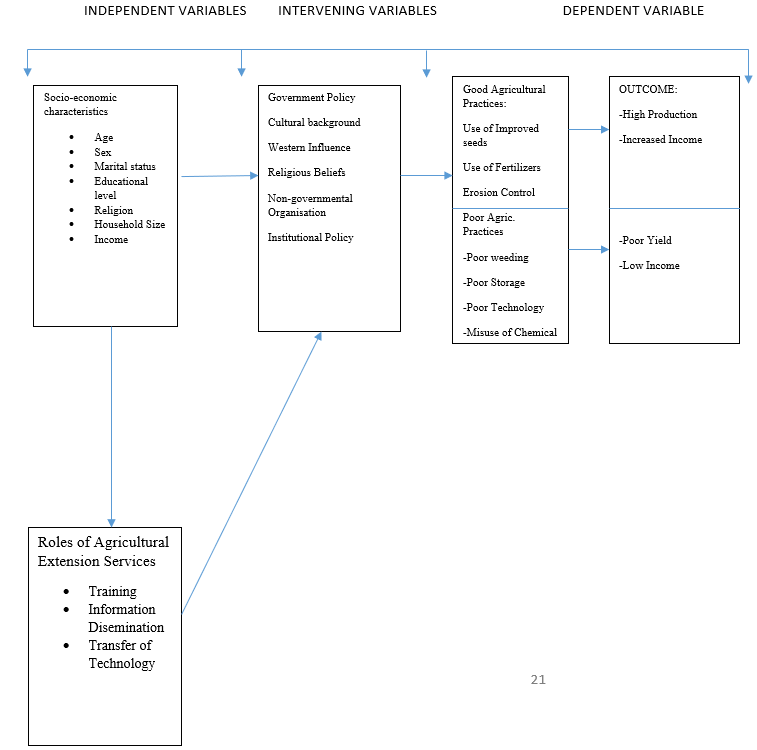 INDEPENDENT VARIABLES
INTERVENING VARIABLES
DEPENDENT VARIABLE
Socio-economic
characteristics
• Age
• Sex
• Marital status
• Educational
level
• Religion
• Household Size
• Income
Government Policy
Cultural background
Western Influence
Religious Beliefs
Non-governmental
Organisation
Institutional Policy
Good Agricultural
Practices:
Use of Improved
seeds
Use of Fertilizers
Erosion Control
Poor Agric.
Practices
-Poor weeding
-Poor Storage
-Poor Technology
-Misuse of Chemical
OUTCOME:
-High Production
-Increased Income
-Poor Yield
-Low Income
Roles of Agricultural
Extension Services
• Training
• Information
Disemination
• Transfer of
Technology
21